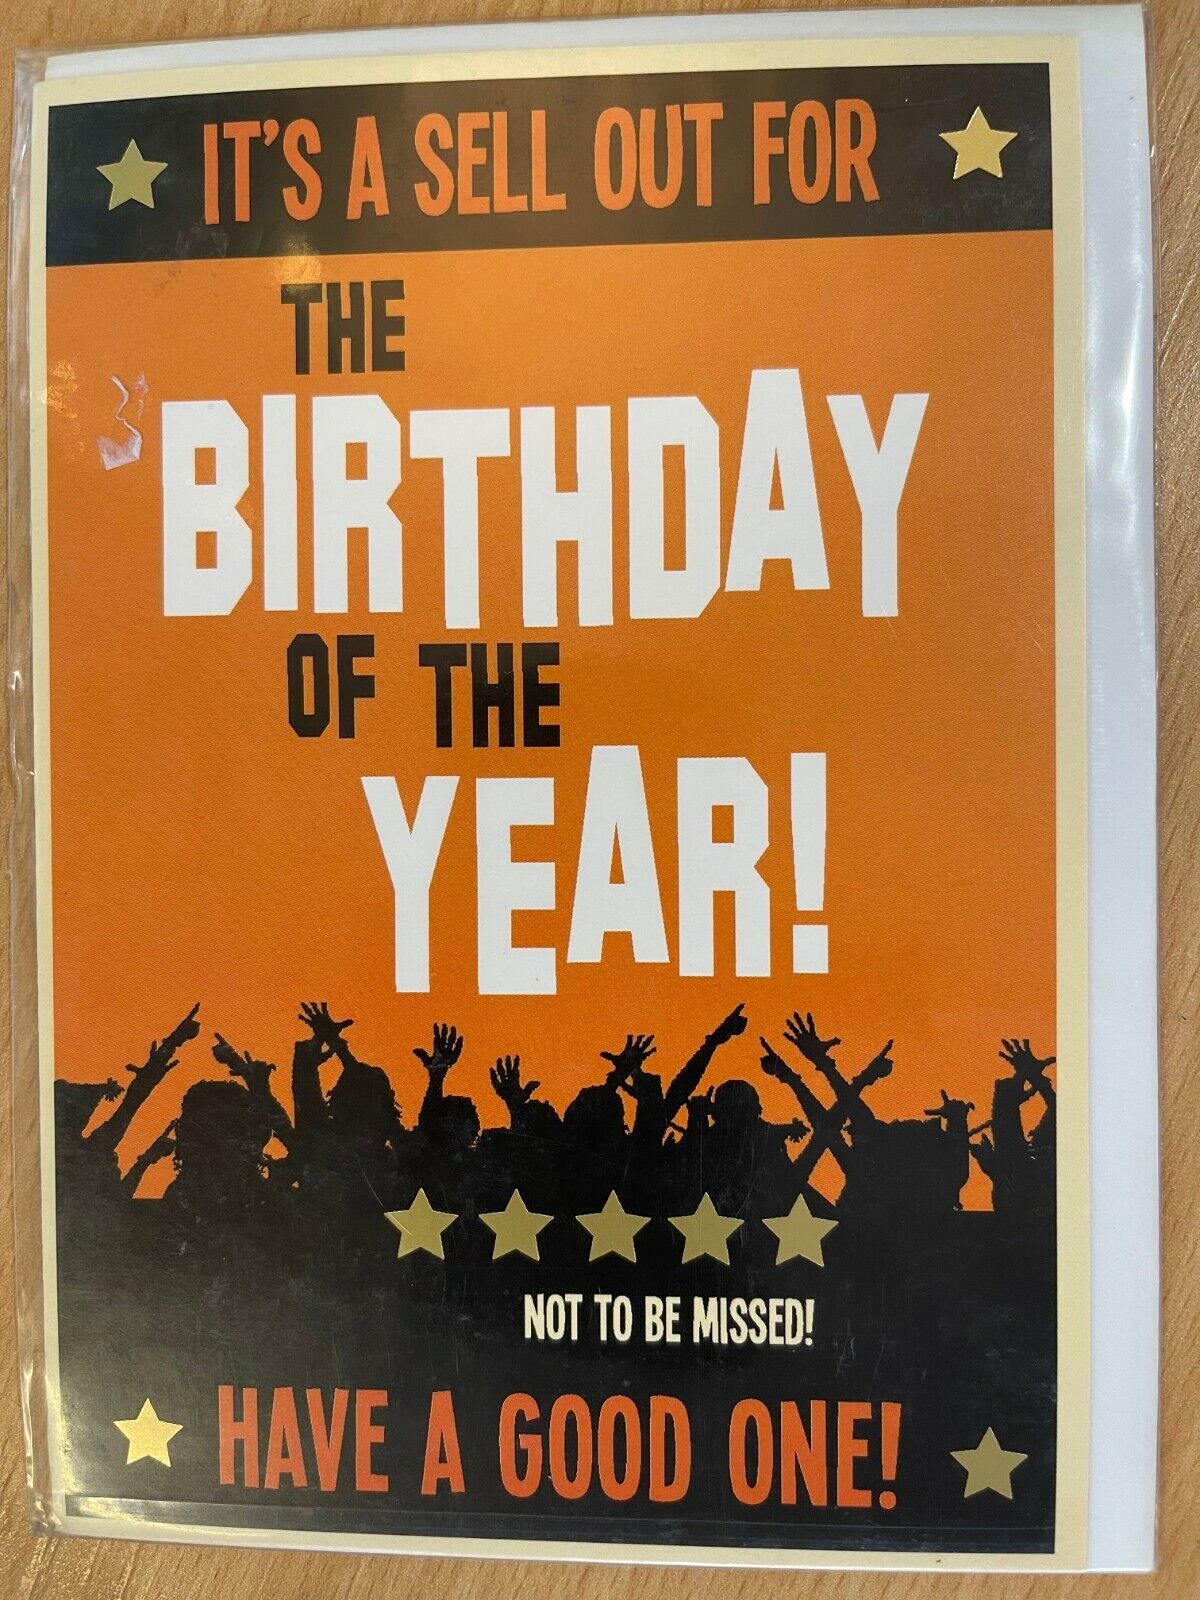 IT'S A SELL OUT FOR
THE
BIRTHDAY
OF THE
YEAR!
NOT TO BE MISSED!
HAVE A GOOD ONE!